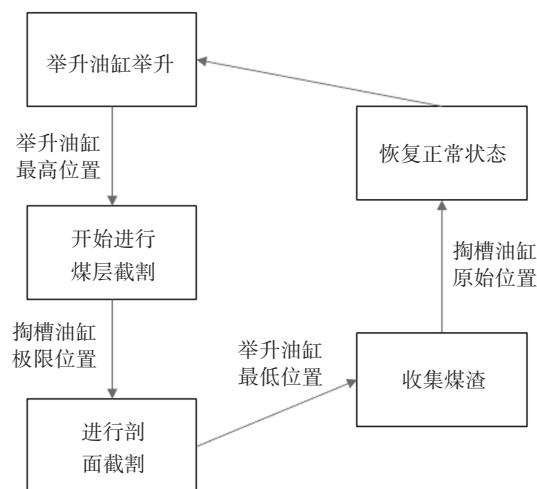 举升油缸举升
举升油缸
最高位置
开始进行
煤层截割
掏槽油缸
极限位置
进行剖
面截割
举升油缸
最低位置
收集煤渣
掏槽油缸
原始位置
恢复正常状态